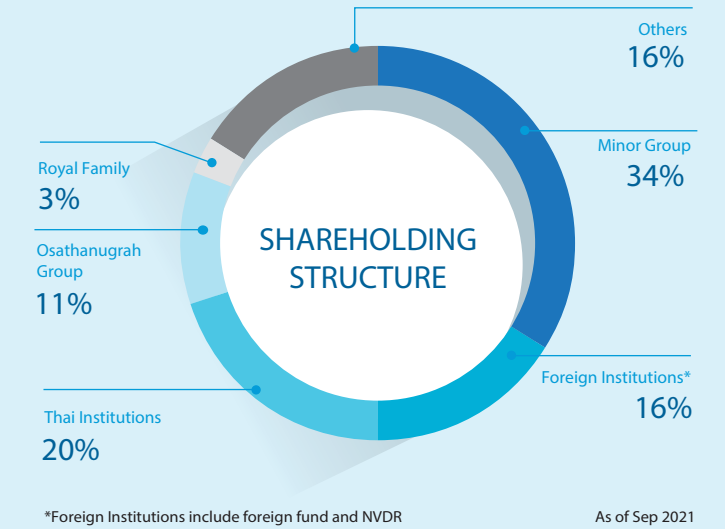 Others
16%
Minor Group
34%
Royal Family
3%
SHAREHOLDING
STRUCTURE
Osathanugrah
Group
11%
Foreign Institutions*
16%
Thai Institutions
20%
*Foreign Institutions include foreign fund and NVDR
As of Sep 2021